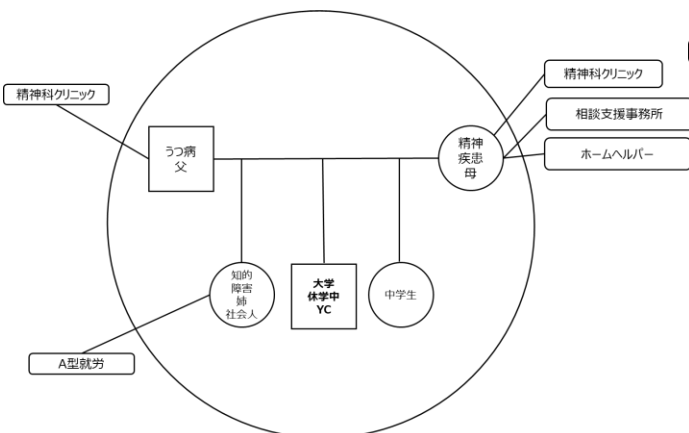 精神科クリニック
精神科クリニック
相談支援事務所
ホームヘルパー
うつ病
父
精神
疾患
母
知的
障害
姉
社会人
大学
休学中
YC
中学生
A型就労